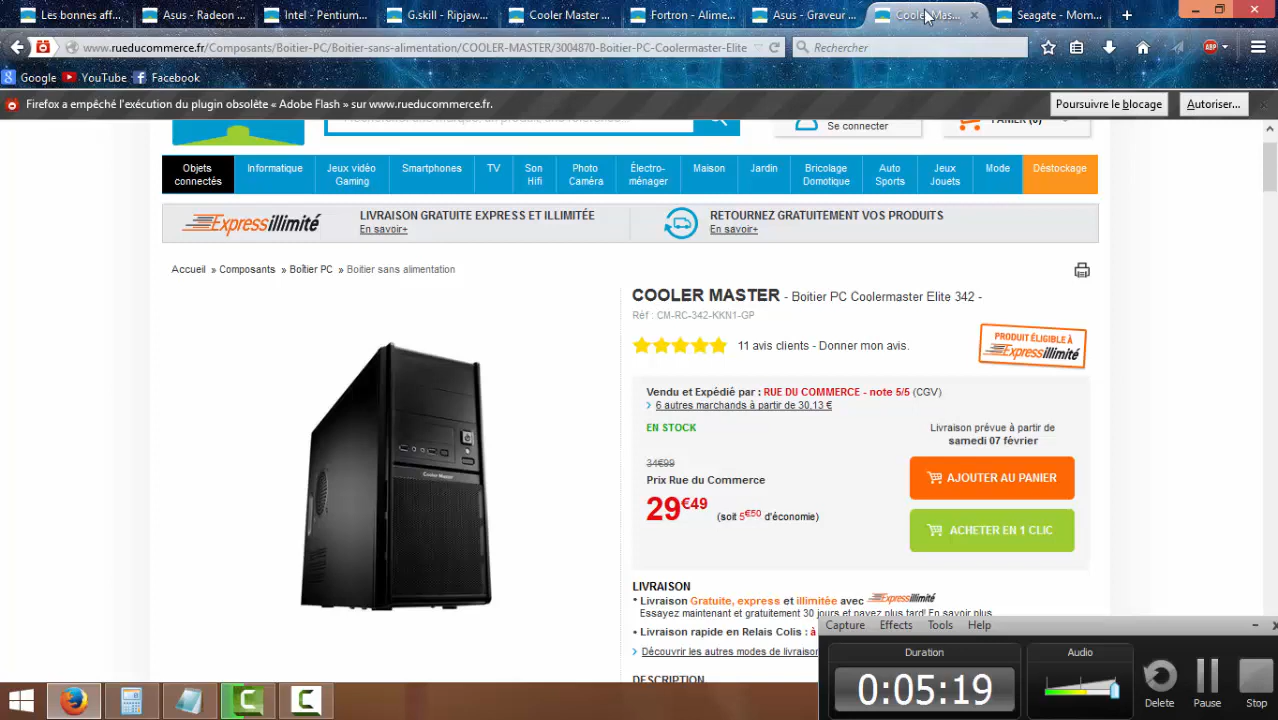 Les bonnes aff...
Asus - Radeon ...
Intel - Pentium...
G.skill - Ripjaw...
Cooler Master ...
Fortron - Alime...
Asus - Graveur ...
Cooler Mas...
Seagate - Mom...
www.rueducommerce.fr/Composants/Boitier-PC/Boitier-sans-alimentation/COOLER-MASTER/3004870-Boitier-PC-Coolermaster-Elite
Rechercher
ABP
Google YouTube Facebook
Firefox a empêché l'exécution du plugin obsolète « Adobe Flash » sur www.rueducommerce.fr.
Poursuivre le blocage
Autoriser...
Se connecter
PANIER (0)
Objets connectés
Informatique
Jeux vidéo Gaming
Smartphones
TV
Son Hifi
Photo Caméra
Électro-ménager
Maison
Jardin
Bricolage Domotique
Auto Sports
Jeux Jouets
Mode
Déstockage
Expressillimité
LIVRAISON GRATUITE EXPRESS ET ILLIMITÉE
En savoir+
RETOURNEZ GRATUITEMENT VOS PRODUITS
En savoir+
Accueil » Composants » Boîtier PC » Boitier sans alimentation
COOLER MASTER - Boitier PC Coolermaster Elite 342 -
Réf : CM-RC-342-KKN1-GP
11 avis clients - Donner mon avis.
PRODUIT ÉLIGIBLE À
Expressillimité
Vendu et Expédié par : RUE DU COMMERCE - note 5/5 (CGV)
6 autres marchands à partir de 30,13 €
EN STOCK
Livraison prévue à partir de
samedi 07 février
34€99
Prix Rue du Commerce
29€49 (soit 5€50 d'économie)
AJOUTER AU PANIER
ACHETER EN 1 CLIC
Cooler Master
LIVRAISON
• Livraison Gratuite, express et illimitée avec Expressillimité
Essayez maintenant et gratuitement 30 jours et payez plus tard! En savoir plus
• Livraison rapide en Relais Colis : à
Découvrir les autres modes de livraison
DESCRIPTION
Capture Effects Tools Help
Duration
0:05:19
Audio
Delete
Pause
Stop